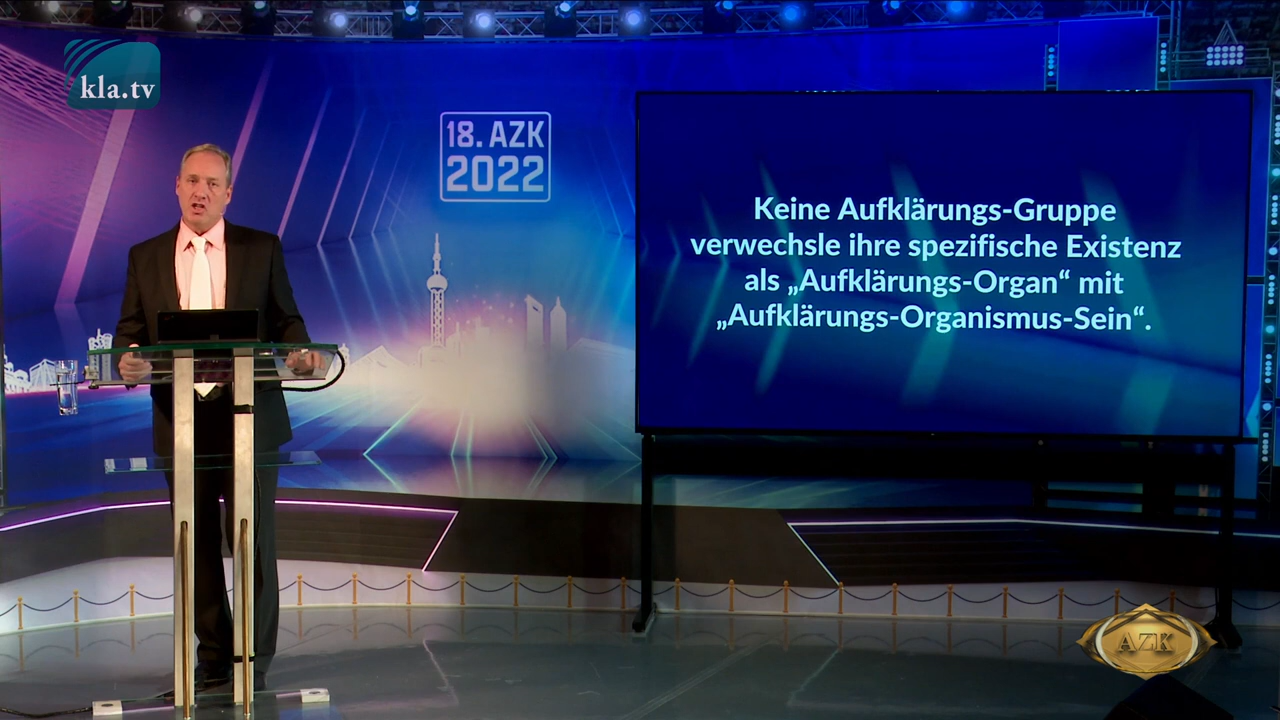 kla.tv
18. AZK
2022
Keine Aufklärungs-Gruppe
verwechsle ihre spezifische Existenz
als „Aufklärungs-Organ“ mit
„Aufklärungs-Organismus-Sein“.
AZK